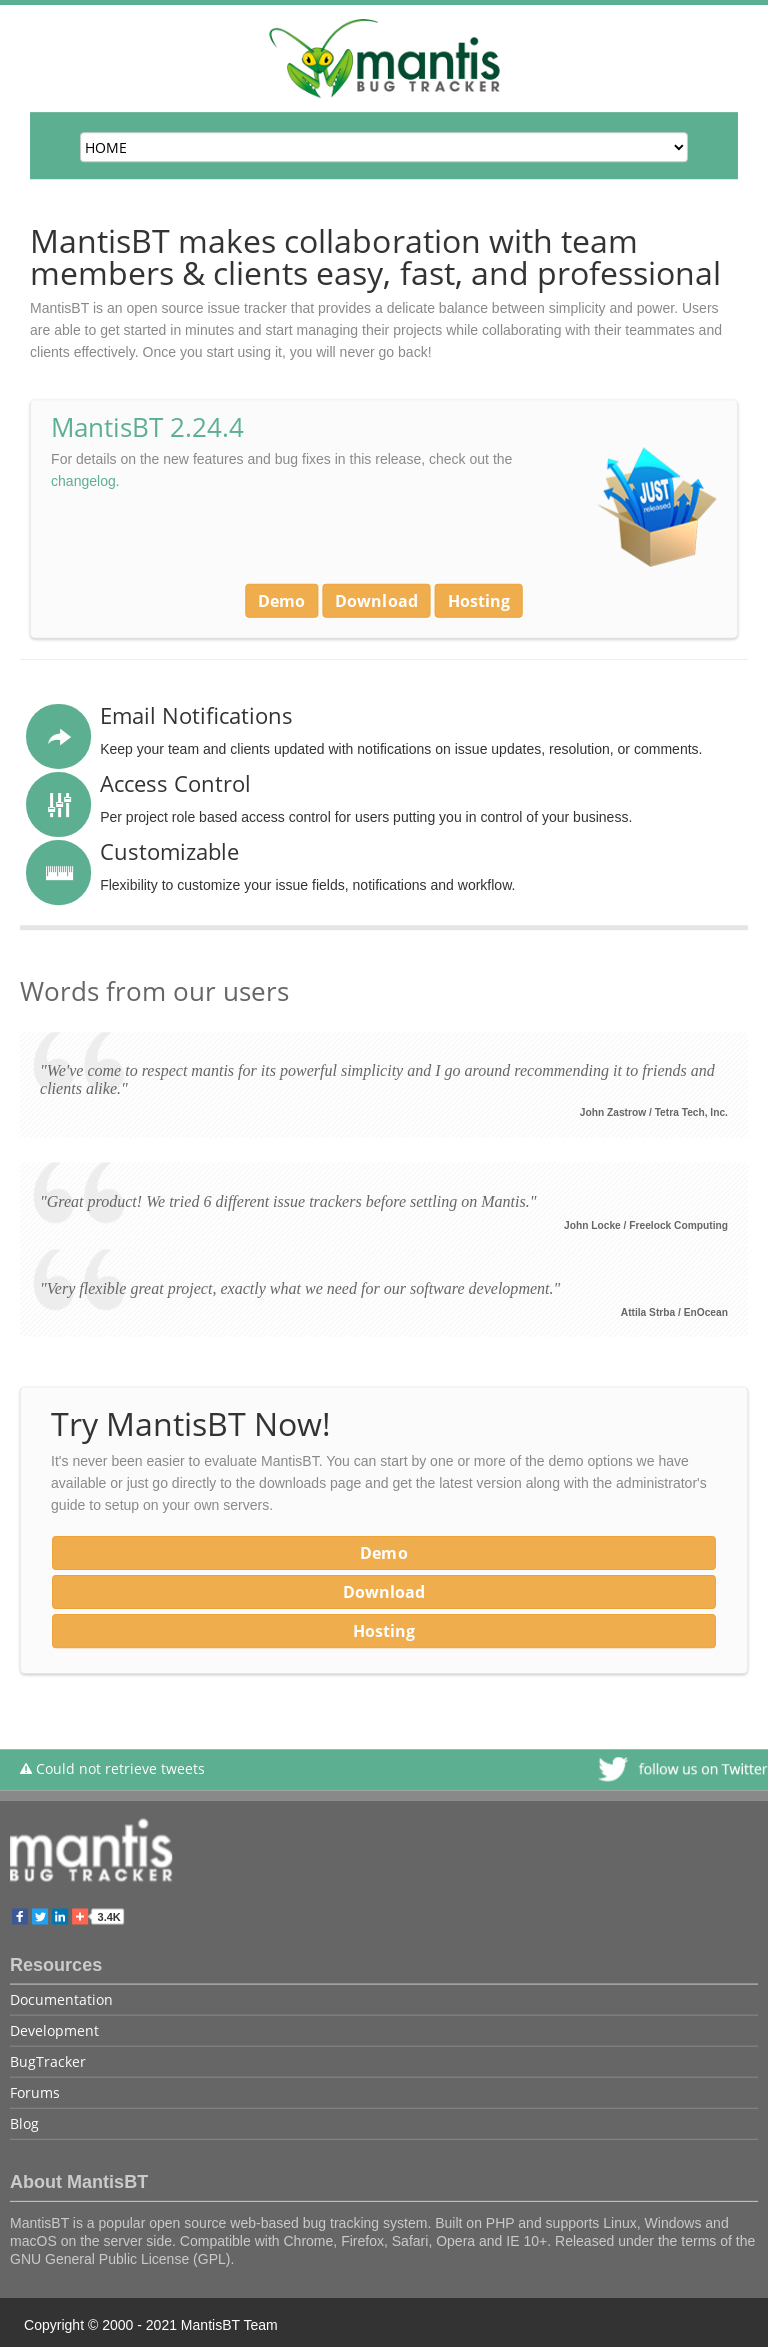 mantis
BUG TRACKER
HOME
MantisBT makes collaboration with team
members & clients easy, fast, and professional
MantisBT is an open source issue tracker that provides a delicate balance between simplicity and power. Users
are able to get started in minutes and start managing their projects while collaborating with their teammates and
clients effectively. Once you start using it, you will never go back!
MantisBT 2.24.4
For details on the new features and bug fixes in this release, check out the
changelog.
JUST
released
Demo Download Hosting
Email Notifications
Keep your team and clients updated with notifications on issue updates, resolution, or comments.
Access Control
Per project role based access control for users putting you in control of your business.
Customizable
Flexibility to customize your issue fields, notifications and workflow.
Words from our users
"We've come to respect mantis for its powerful simplicity and I go around recommending it to friends and
clients alike."
John Zastrow / Tetra Tech, Inc.
"Great product! We tried 6 different issue trackers before settling on Mantis."
John Locke / Freelock Computing
"Very flexible great project, exactly what we need for our software development."
Attila Strba / EnOcean
Try MantisBT Now!
It's never been easier to evaluate MantisBT. You can start by one or more of the demo options we have
available or just go directly to the downloads page and get the latest version along with the administrator's
guide to setup on your own servers.
Demo
Download
Hosting
Could not retrieve tweets
follow us on Twitter
mantis
BUG TRACKER
3.4K
Resources
Documentation
Development
BugTracker
Forums
Blog
About MantisBT
MantisBT is a popular open source web-based bug tracking system. Built on PHP and supports Linux, Windows and
macOS on the server side. Compatible with Chrome, Firefox, Safari, Opera and IE 10+. Released under the terms of the
GNU General Public License (GPL).
Copyright © 2000 - 2021 MantisBT Team